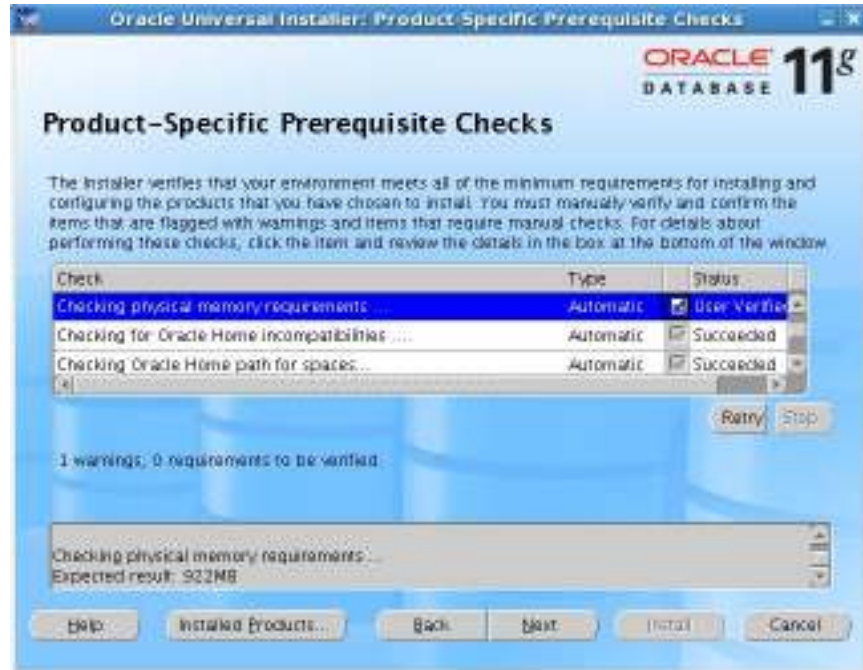 Oracle Universal Installer: Product-Specific Prerequisite Checks
ORACLE 11g
DATABASE
Product-Specific Prerequisite Checks
The Installer verifies that your environment meets all of the minimum requirements for installing and
configuring the products that you have chosen to install. You must manually verify and confirm the
items that are flagged with warnings and items that require manual checks. For details about
performing these checks, click the item and review the details in the box at the bottom of the window.
Check Type Status
Checking physical memory requirements ... Automatic User Verified
Checking for Oracle Home incompatibilities .... Automatic Succeeded
Checking Oracle Home path for spaces... Automatic Succeeded
Retry Stop
1 warnings, 0 requirements to be verified.
Checking physical memory requirements ...
Expected result: 922MB
Help Installed Products... Back Next Install Cancel